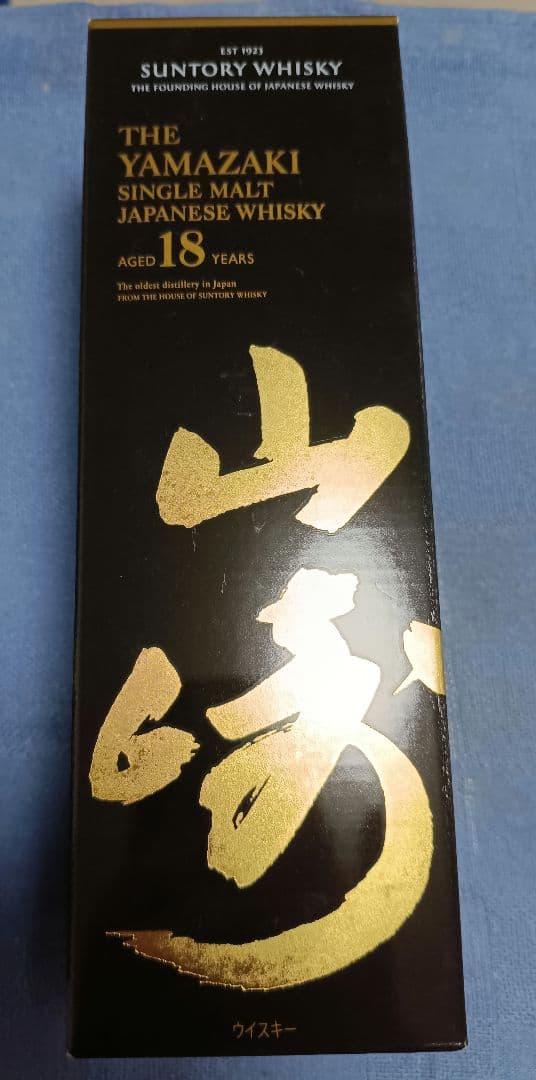 EST 1923
SUNTORY WHISKY
THE FOUNDING HOUSE OF JAPANESE WHISKY
THE
YAMAZAKI
SINGLE MALT
JAPANESE WHISKY
AGED 18 YEARS
The oldest distillery in Japan
FROM THE HOUSE OF SUNTORY WHISKY
山
崎
ウイスキー